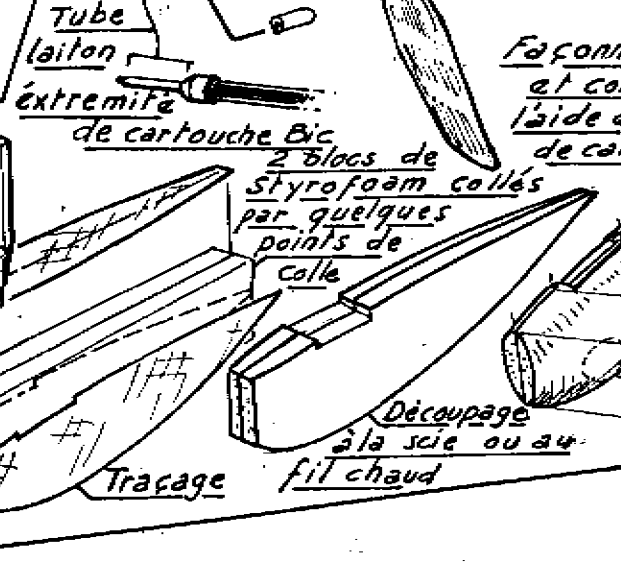 Tube
laiton
éxtremité
de cartouche Bic
2 blocs de
Styrofoam collés
par quelques
points de
colle
Façonn
et co
l'aide
de ca
Découpage
à la scie ou au
fil chaud
Traçage